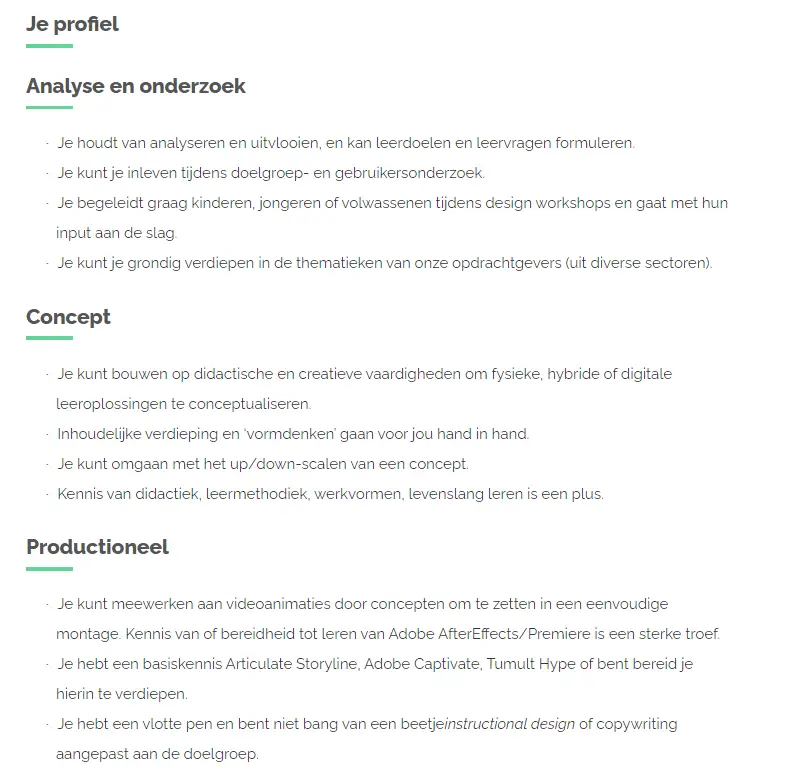 Je profiel
Analyse en onderzoek
· Je houdt van analyseren en uitvlooien, en kan leerdoelen en leervragen formuleren.
· Je kunt je inleven tijdens doelgroep- en gebruikersonderzoek.
· Je begeleidt graag kinderen, jongeren of volwassenen tijdens design workshops en gaat met hun
input aan de slag.
· Je kunt je grondig verdiepen in de thematieken van onze opdrachtgevers (uit diverse sectoren).
Concept
· Je kunt bouwen op didactische en creatieve vaardigheden om fysieke, hybride of digitale
leeroplossingen te conceptualiseren.
· Inhoudelijke verdieping en ‘vormdenken’ gaan voor jou hand in hand.
· Je kunt omgaan met het up/down-scalen van een concept.
· Kennis van didactiek, leermethodiek, werkvormen, levenslang leren is een plus.
Productioneel
· Je kunt meewerken aan videoanimaties door concepten om te zetten in een eenvoudige
montage. Kennis van of bereidheid tot leren van Adobe AfterEffects/Premiere is een sterke troef.
· Je hebt een basiskennis Articulate Storyline, Adobe Captivate, Tumult Hype of bent bereid je
hierin te verdiepen.
· Je hebt een vlotte pen en bent niet bang van een beetjeinstructional design of copywriting
aangepast aan de doelgroep.